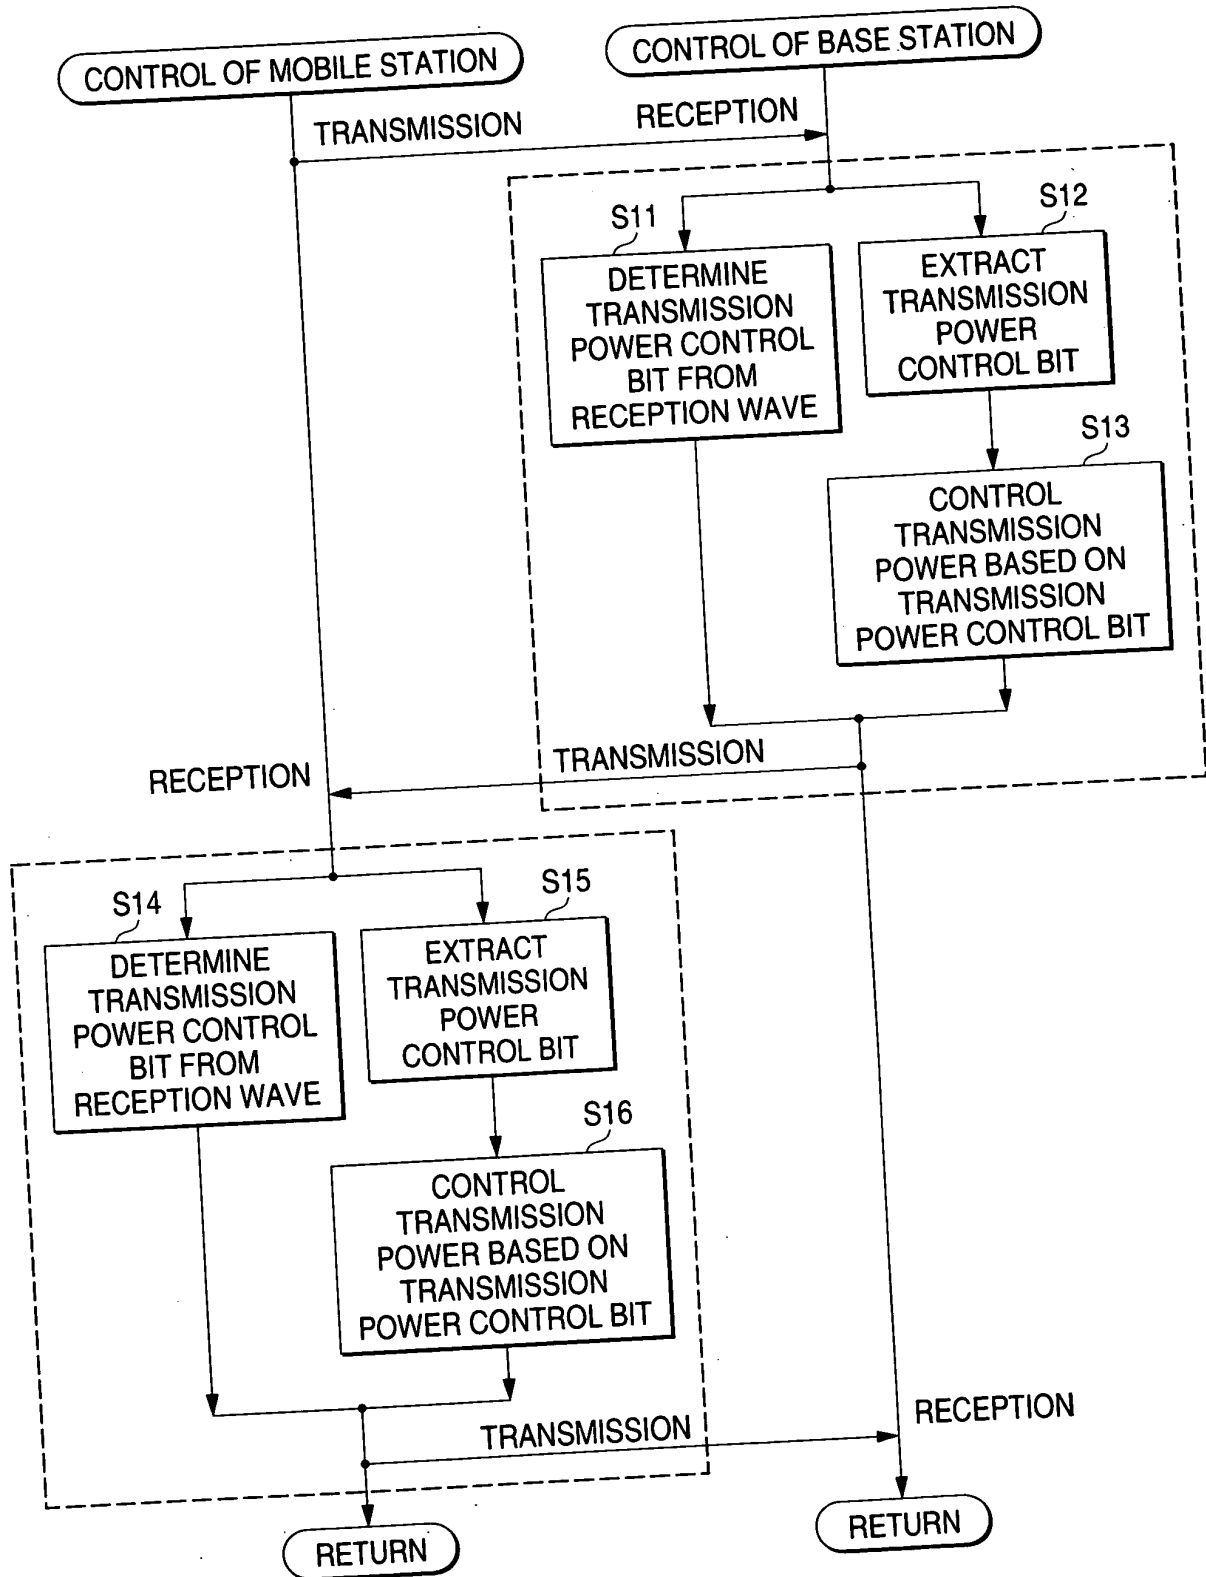 CONTROL OF MOBILE STATION
CONTROL OF BASE STATION
TRANSMISSION
RECEPTION
S11
DETERMINE
TRANSMISSION
POWER CONTROL
BIT FROM
RECEPTION WAVE
S12
EXTRACT
TRANSMISSION
POWER
CONTROL BIT
S13
CONTROL
TRANSMISSION
POWER BASED ON
TRANSMISSION
POWER CONTROL BIT
RECEPTION
TRANSMISSION
S14
DETERMINE
TRANSMISSION
POWER CONTROL
BIT FROM
RECEPTION WAVE
S15
EXTRACT
TRANSMISSION
POWER
CONTROL BIT
S16
CONTROL
TRANSMISSION
POWER BASED ON
TRANSMISSION
POWER CONTROL BIT
TRANSMISSION
RECEPTION
RETURN
RETURN